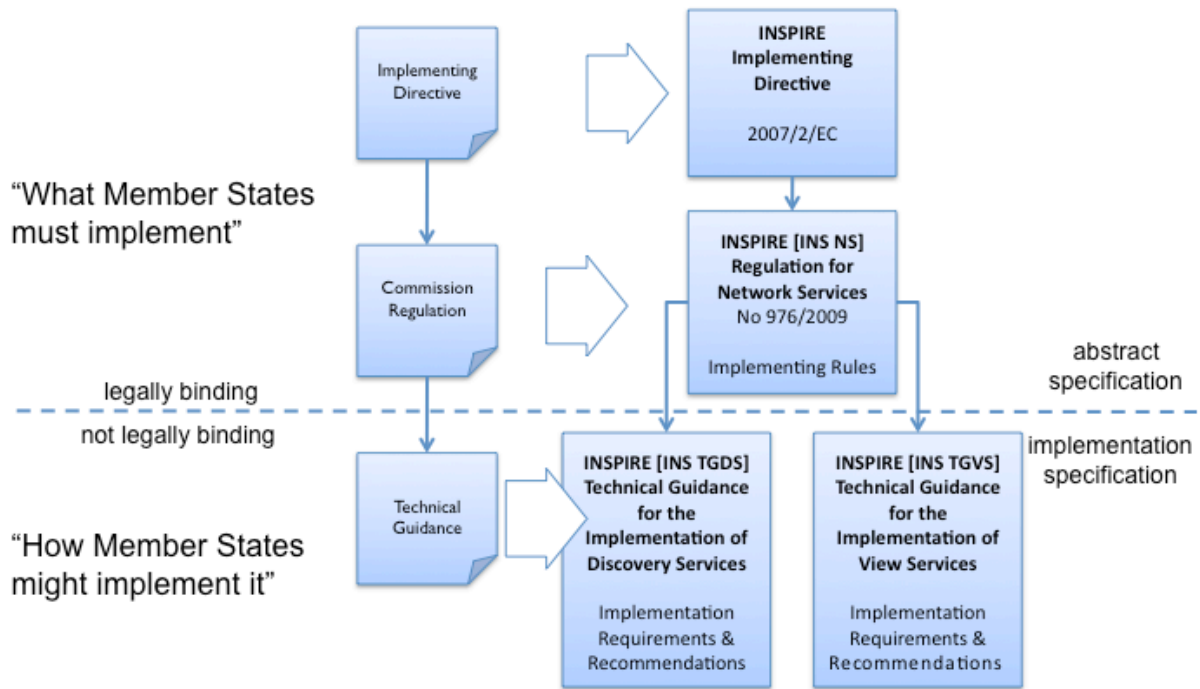 Implementing
Directive
INSPIRE
Implementing
Directive
2007/2/EC
“What Member States
must implement”
Commission
Regulation
INSPIRE [INS NS]
Regulation for
Network Services
No 976/2009
Implementing Rules
legally binding
abstract
specification
not legally binding
implementation
specification
“How Member States
might implement it”
Technical
Guidance
INSPIRE [INS TGDS]
Technical Guidance
for the
Implementation of
Discovery Services
Implementation
Requirements &
Recommendations
INSPIRE [INS TGVS]
Technical Guidance
for the
Implementation of
View Services
Implementation
Requirements &
Recommendations